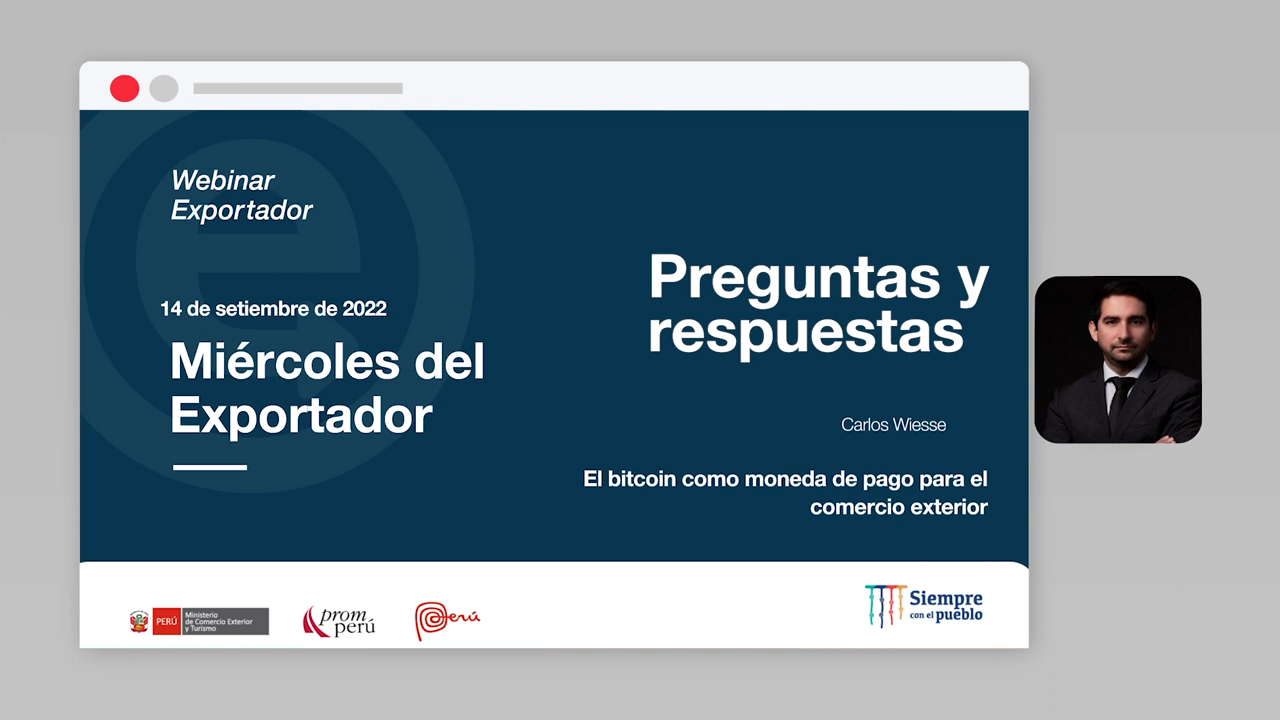 Webinar
Exportador
14 de setiembre de 2022
Miércoles del
Exportador
Preguntas y
respuestas
Carlos Wiesse
El bitcoin como moneda de pago para el
comercio exterior
PERÚ
Ministerio
de Comercio Exterior
y Turismo
prom
perú
Perú
Siempre
con el pueblo